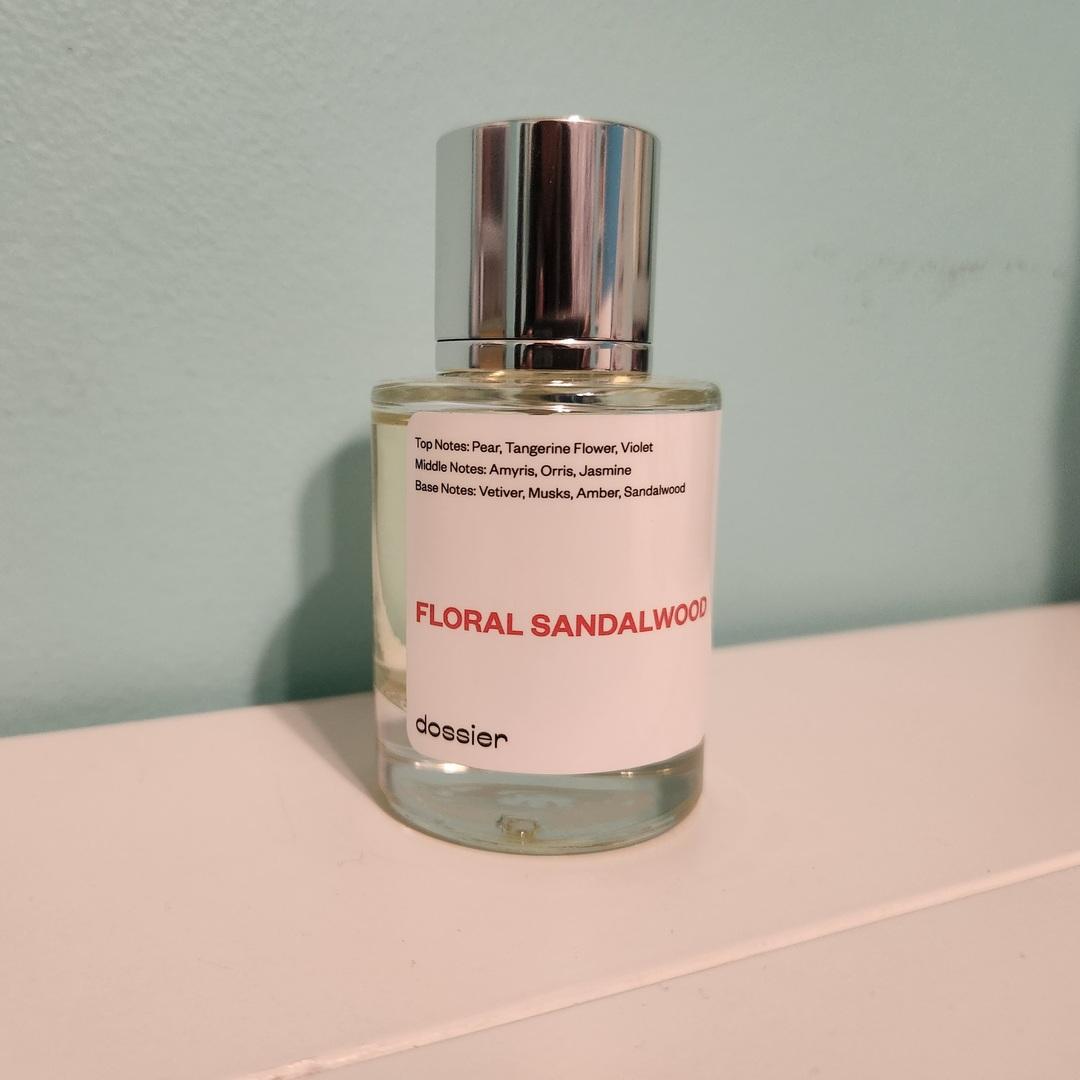 Top Notes: Pear, Tangerine Flower, Violet
Middle Notes: Amyris, Orris, Jasmine
Base Notes: Vetiver, Musks, Amber, Sandalwood
FLORAL SANDALWOOD
dossier